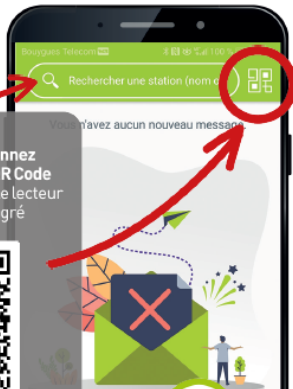 Bouygues Telecom
100 %
Rechercher une station (nom o
Vous n'avez aucun nouveau message.
nnez
R Code
e lecteur
gré